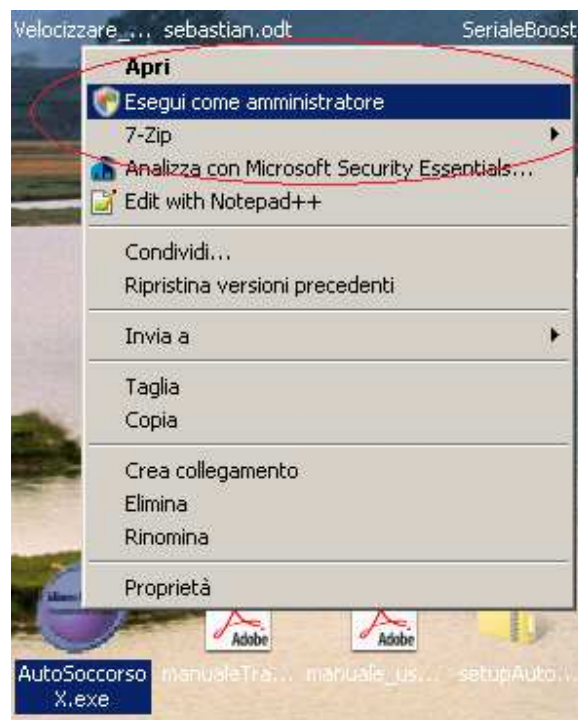 Velocizzare_... sebastian.odt SerialeBoost
Apri
Esegui come amministratore
7-Zip
Analizza con Microsoft Security Essentials...
Edit with Notepad++
Condividi...
Ripristina versioni precedenti
Invia a
Taglia
Copia
Crea collegamento
Elimina
Rinomina
Proprietà
Adobe Adobe
AutoSoccorso manualeTra... manuale_us... setupAuto...
X.exe